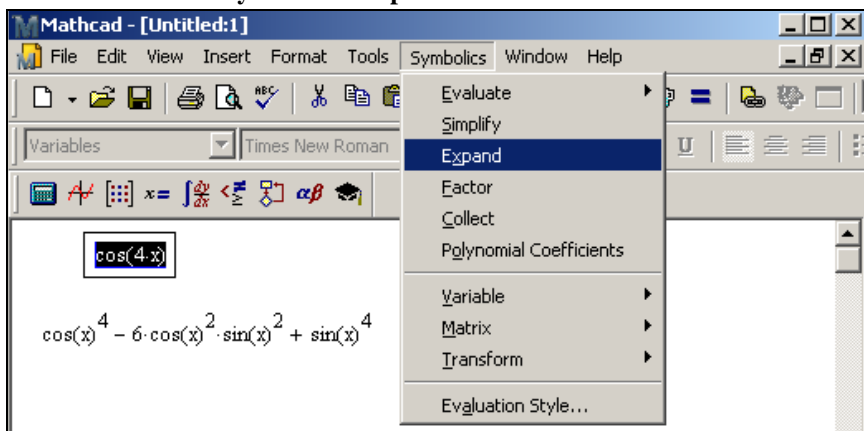 Mathcad - [Untitled:1]
File Edit View Insert Format Tools Symbolics Window Help
Variables Times New Roman U
Evaluate
Simplify
Expand
Factor
Collect
Polynomial Coefficients
Variable
Matrix
Transform
Evaluation Style...
cos(4·x)
cos(x)^4 − 6·cos(x)^2·sin(x)^2 + sin(x)^4